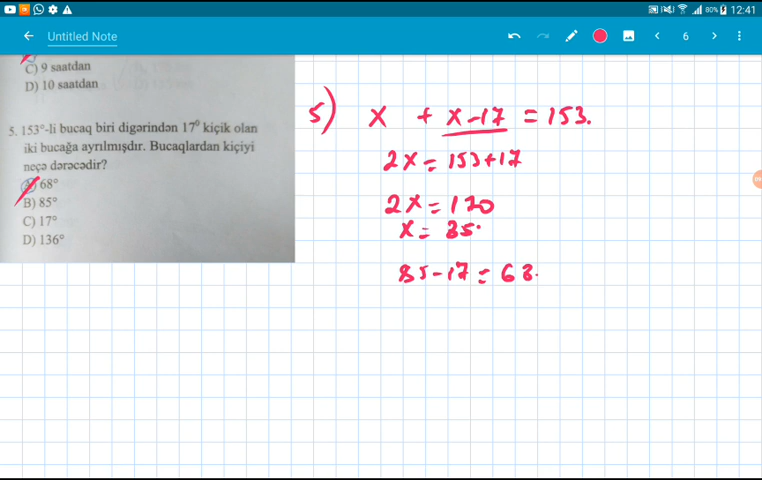 80% 12:41
Untitled Note
6
C) 9 saatdan
D) 10 saatdan
5. 153°-li bucaq biri digərindən 17⁰ kiçik olan
iki bucağa ayrılmışdır. Bucaqlardan kiçiyi
neçə dərəcədir?
A) 68°
B) 85°
C) 17°
D) 136°
5) x + x-17 = 153.
2x = 153+17
2x = 170
x = 85.
85-17 = 68.